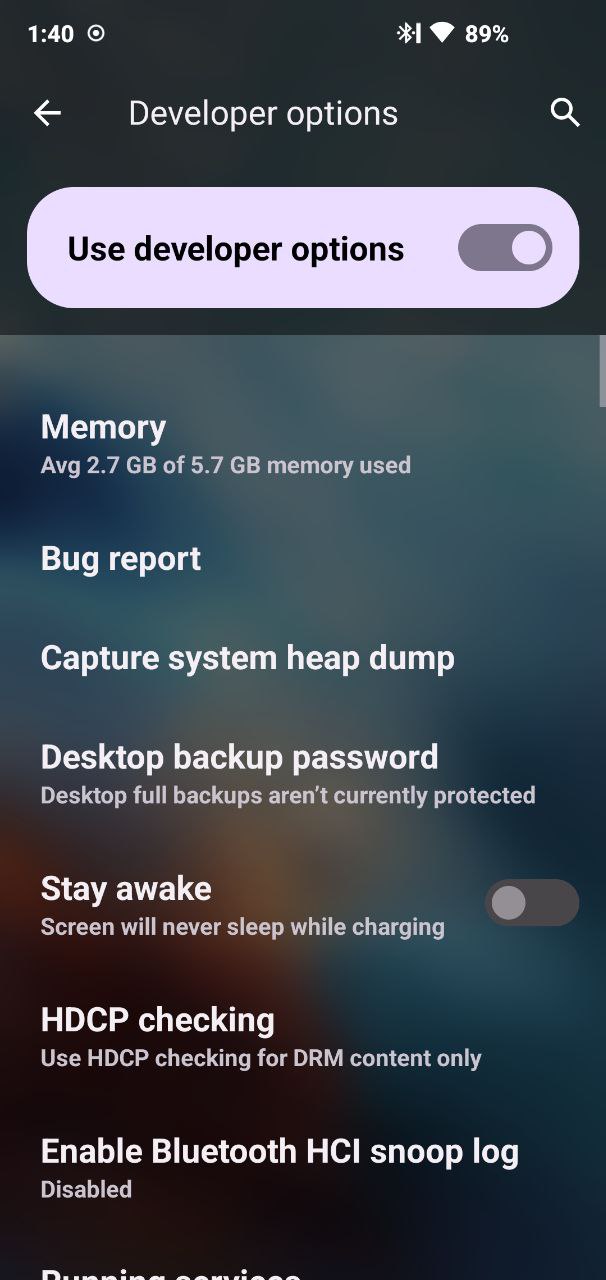 1:40 89%
Developer options
Use developer options
Memory
Avg 2.7 GB of 5.7 GB memory used
Bug report
Capture system heap dump
Desktop backup password
Desktop full backups aren’t currently protected
Stay awake
Screen will never sleep while charging
HDCP checking
Use HDCP checking for DRM content only
Enable Bluetooth HCI snoop log
Disabled
Running services